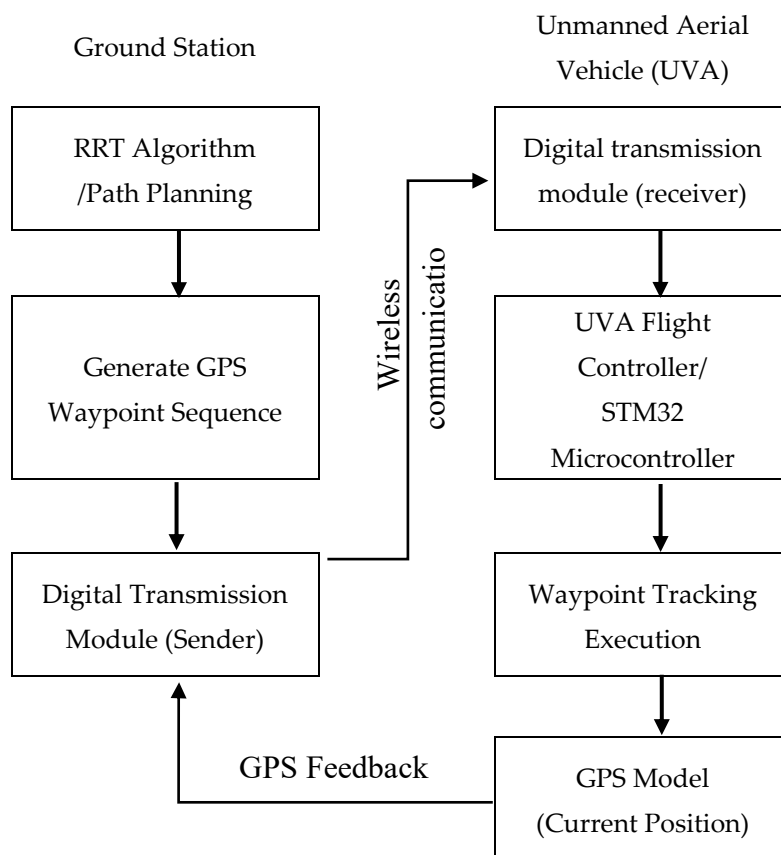 Ground Station
Unmanned Aerial
Vehicle (UVA)
RRT Algorithm
/Path Planning
Digital transmission
module (receiver)
Wireless
communicatio
Generate GPS
Waypoint Sequence
UVA Flight
Controller/
STM32
Microcontroller
Digital Transmission
Module (Sender)
Waypoint Tracking
Execution
GPS Feedback
GPS Model
(Current Position)